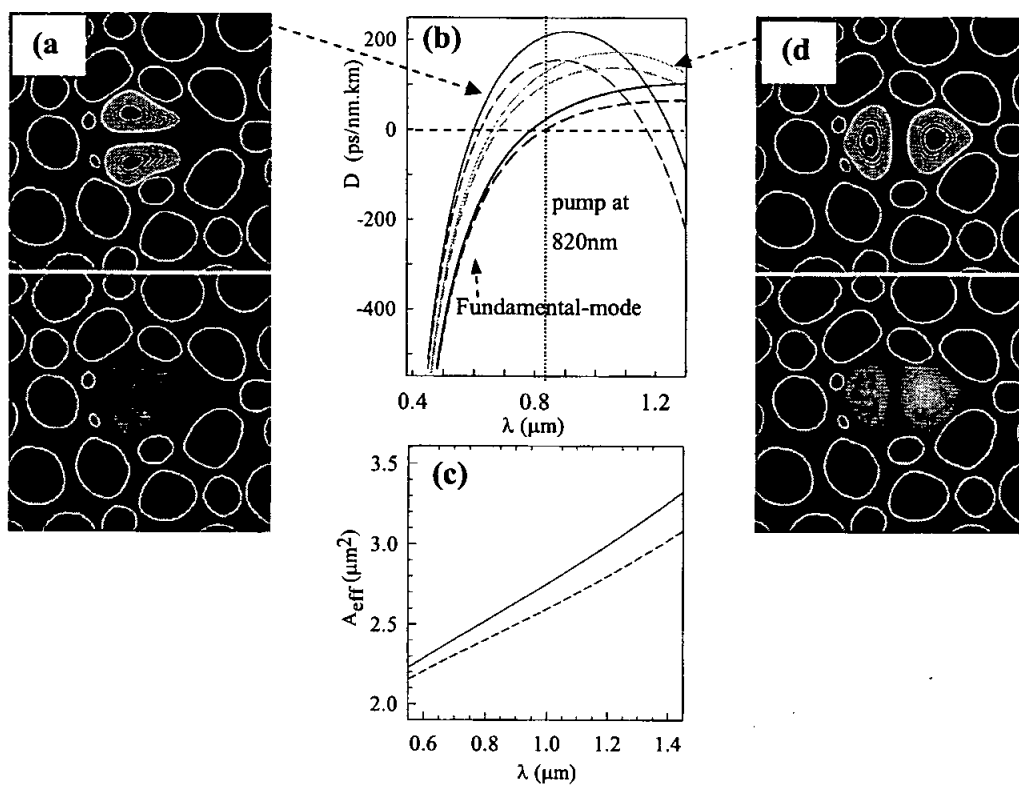 (a)
(b)
200
0
-200
-400
D (ps/nm.km)
pump at
820nm
Fundamental-mode
0.4
0.8
1.2
λ (μm)
(c)
3.5
3.0
2.5
2.0
A_eff (μm²)
0.6
0.8
1.0
1.2
1.4
λ (μm)
(d)